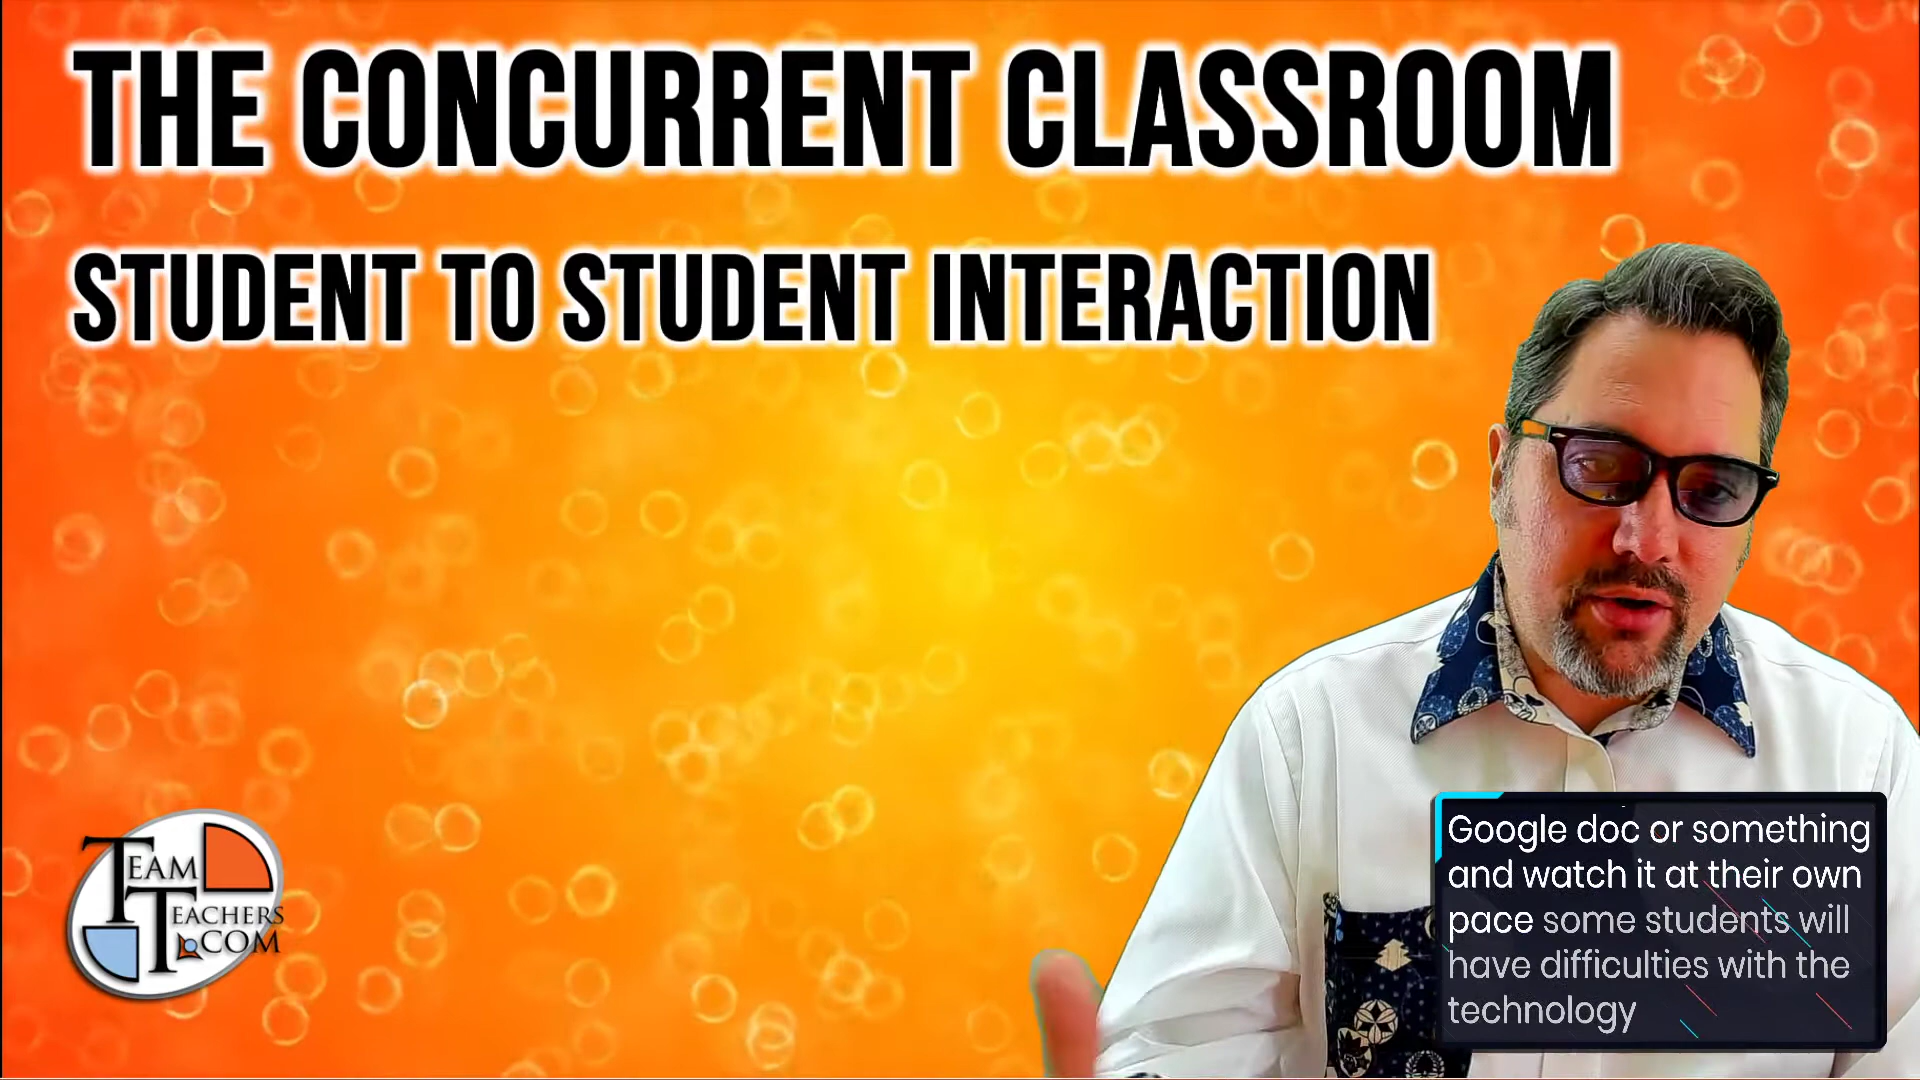 THE CONCURRENT CLASSROOM
STUDENT TO STUDENT INTERACTION
TEAM
TEACHERS
.COM
Google doc or something
and watch it at their own
pace some students will
have difficulties with the
technology